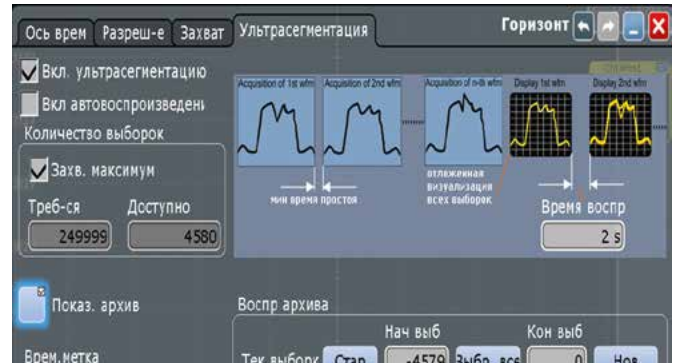 Горизонт
Ось врем Разреш-е Захват Ультрасегментация
Вкл. ультрасегиентацию
Вкл автовоспроизведени
Количество выборок
Захв. максимум
Треб-ся Доступно
249999 4580
Acquisition of 1st wfm Acquisition of 2nd wfm Acquisition of n-th wfm Display 1st wfm Display 2nd wfm
мин время простоя
отложенная
визуализация
всех выборок
Время воспр
2 s
Показ. архив
Воспр архива
Нач выб Кон выб
Врем.метка
Тек выборк Стар -4579 Выбр. все 0 Нов